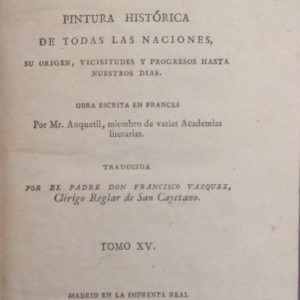 PINTURA HISTÓRICA
DE TODAS LAS NACIONES,
SU ORIGEN, VICISITUDES Y PROGRESOS HASTA
NUESTROS DIAS.
OBRA ESCRITA EN FRANCES
Por Mr. Anquetil, miembro de varias Academias
literarias.
TRADUCIDA
POR EL PADRE DON FRANCISCO VAZQUEZ,
Clérigo Reglar de San Cayetano.
TOMO XV.
MADRID EN LA IMPRENTA REAL